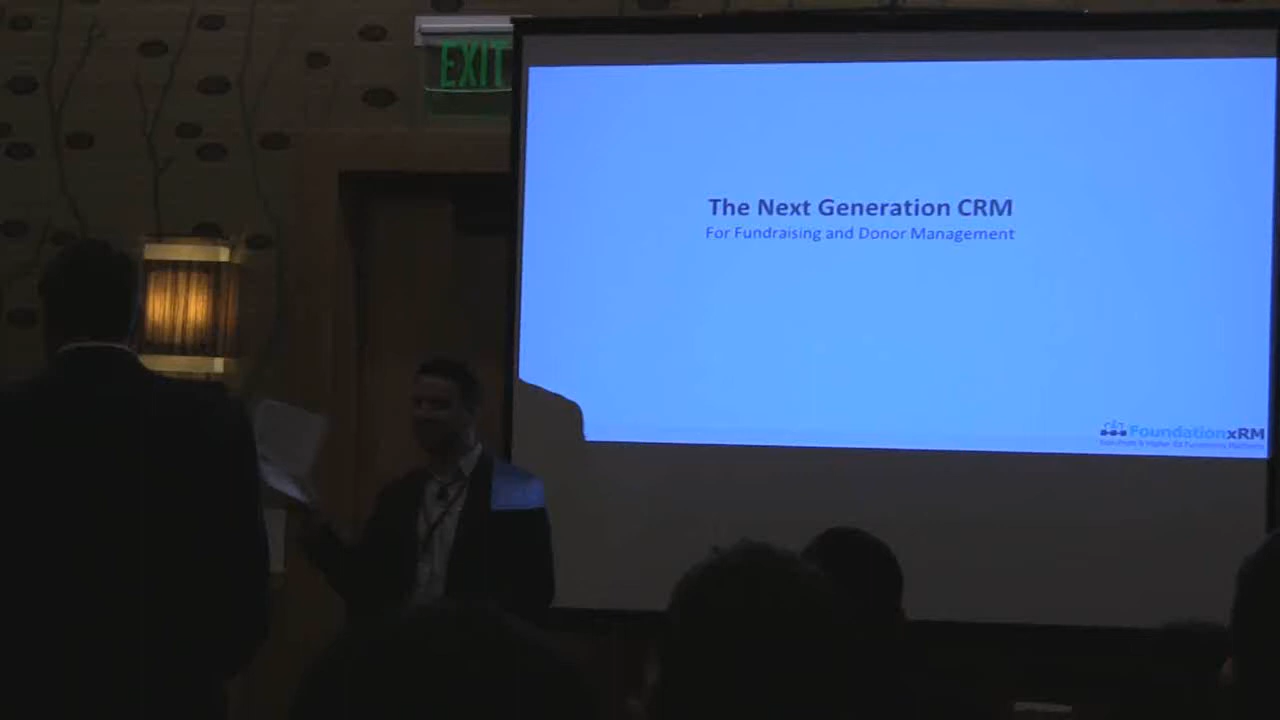 EXIT
The Next Generation CRM
For Fundraising and Donor Management
FoundationxRM